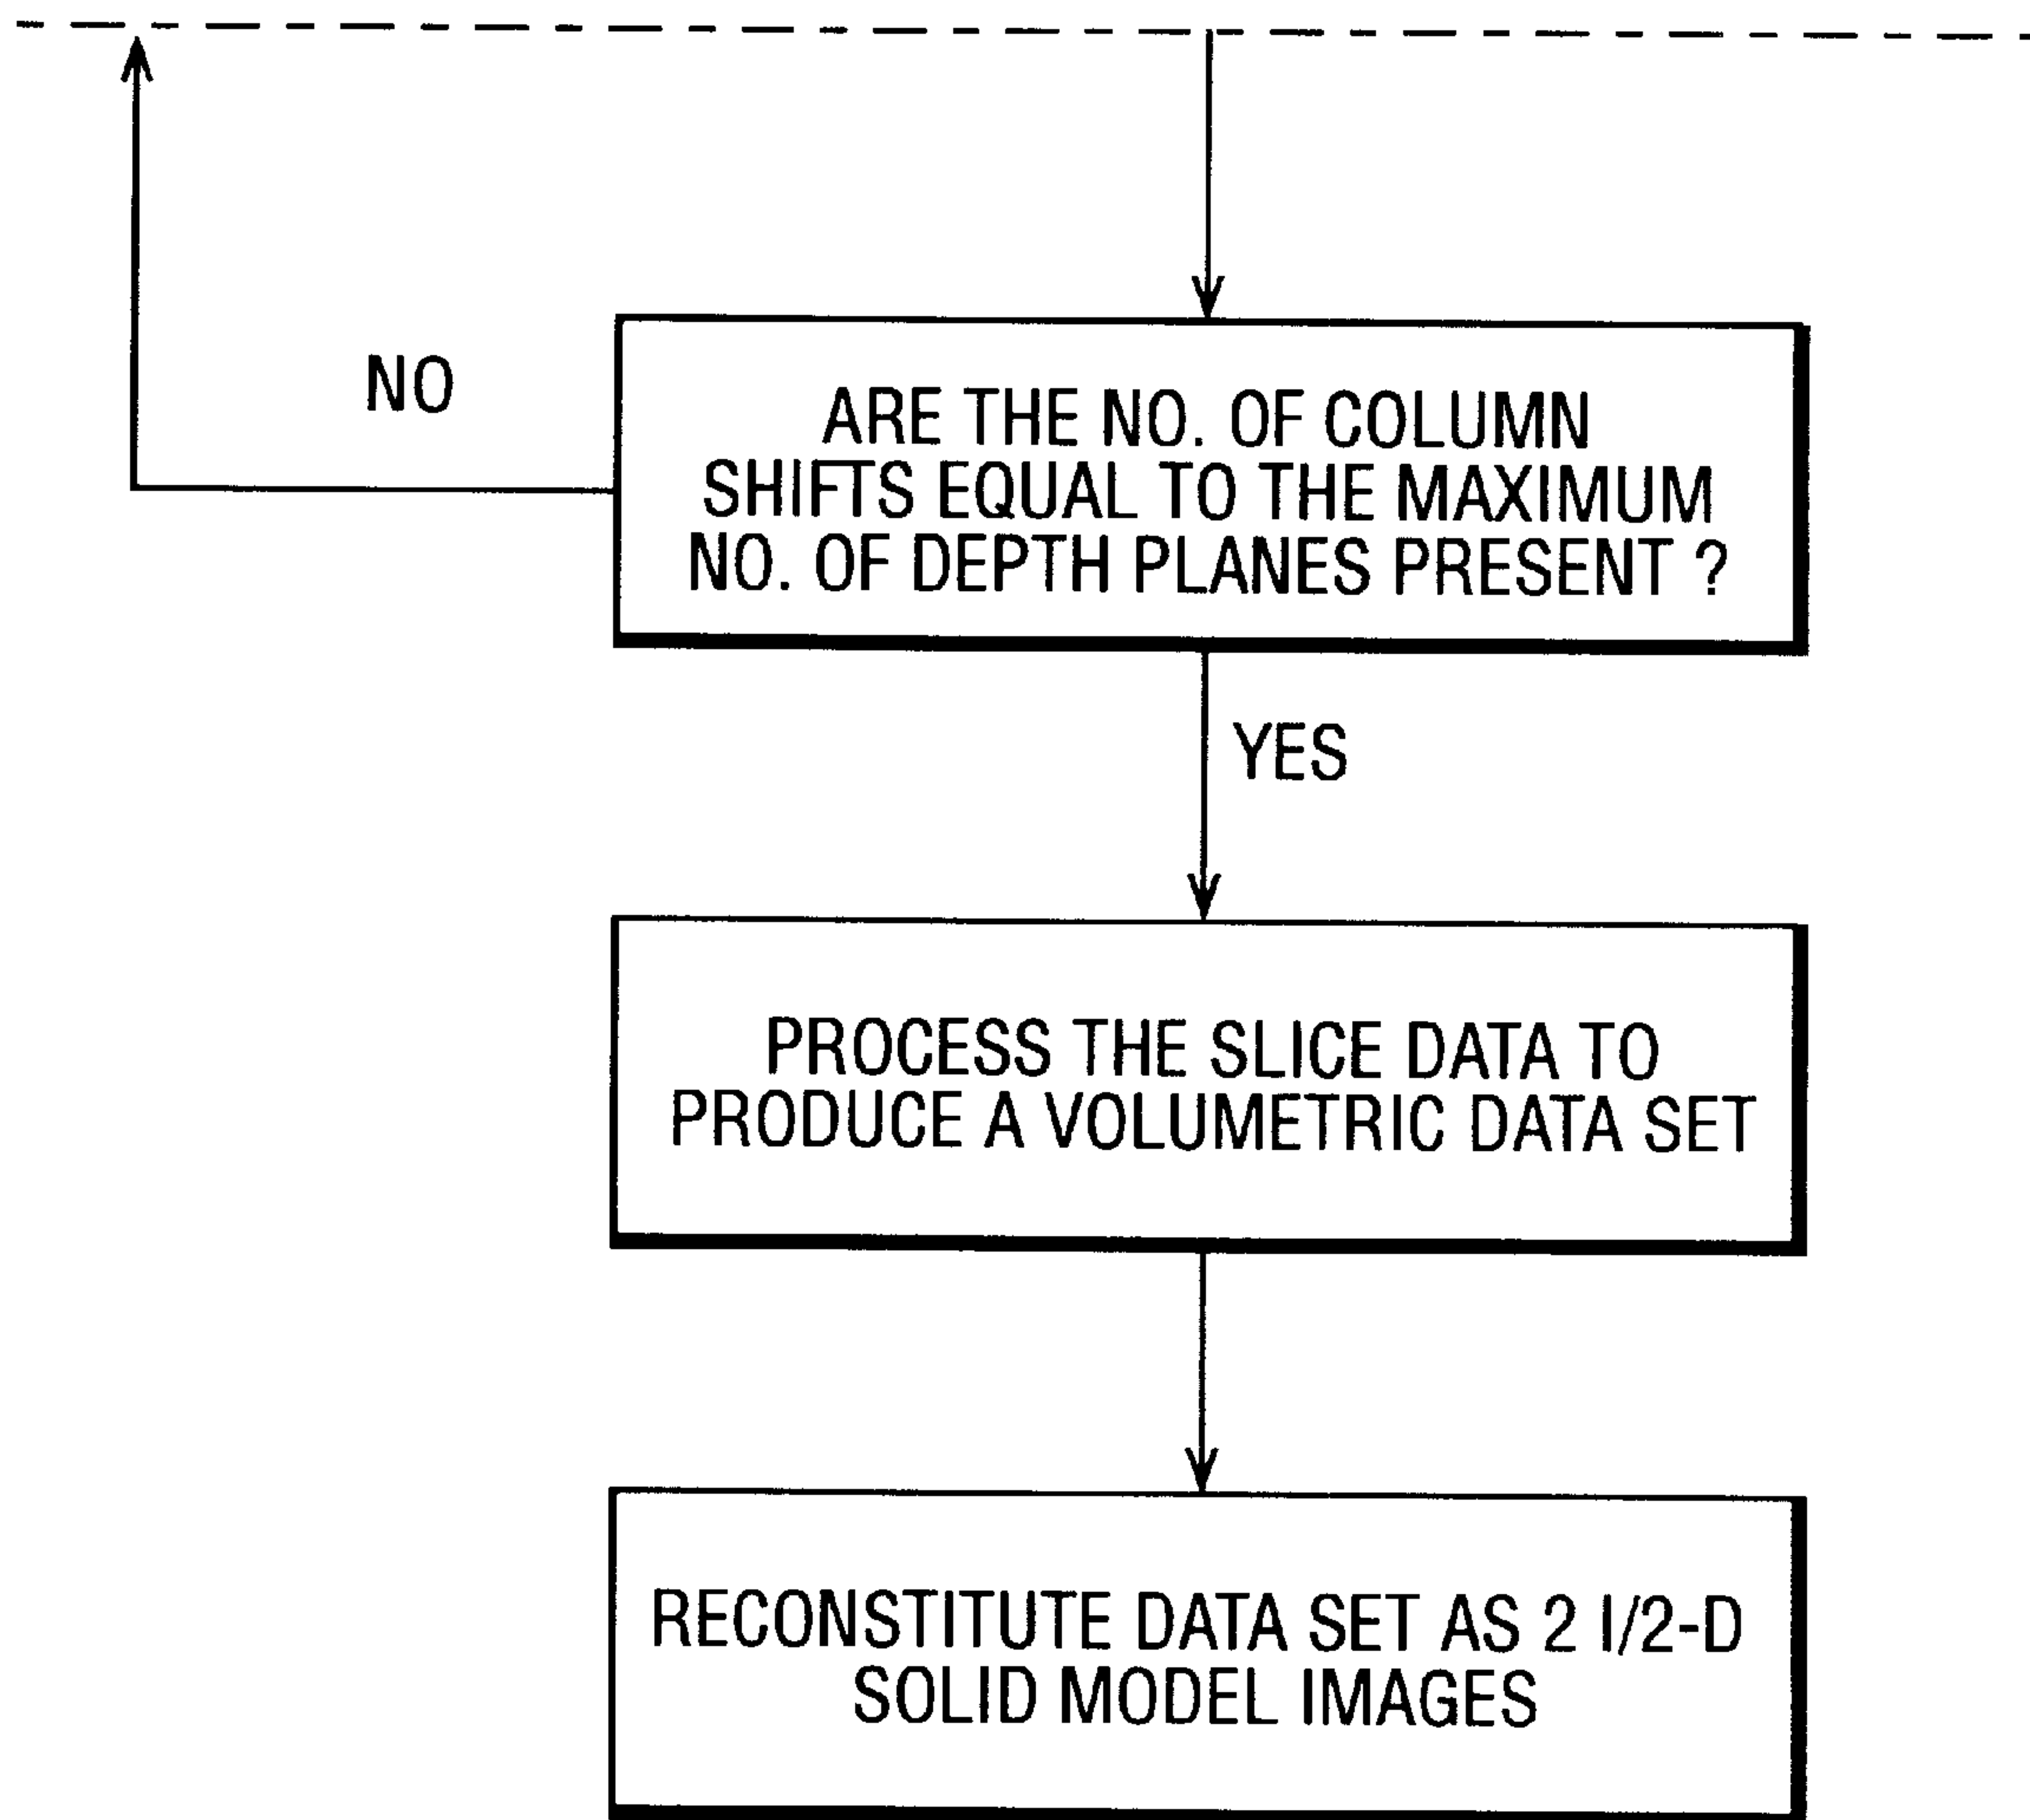 NO
ARE THE NO. OF COLUMN
SHIFTS EQUAL TO THE MAXIMUM
NO. OF DEPTH PLANES PRESENT ?
YES
PROCESS THE SLICE DATA TO
PRODUCE A VOLUMETRIC DATA SET
RECONSTITUTE DATA SET AS 2 I/2-D
SOLID MODEL IMAGES